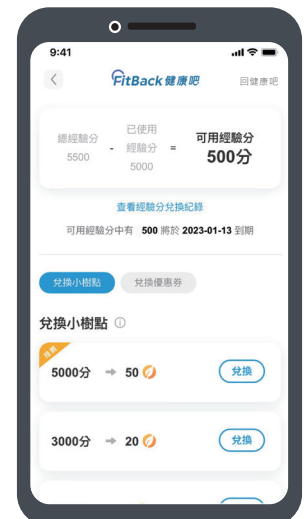 9:41
FitBack健康吧
回健康吧
總經驗分
5500
-
已使用
經驗分
5000
=
可用經驗分
500分
查看經驗分兌換紀錄
可用經驗分中有 500 將於 2023-01-13 到期
兌換小樹點
兌換優惠券
兌換小樹點
推薦
5000分 → 50
兌換
3000分 → 20
兌換